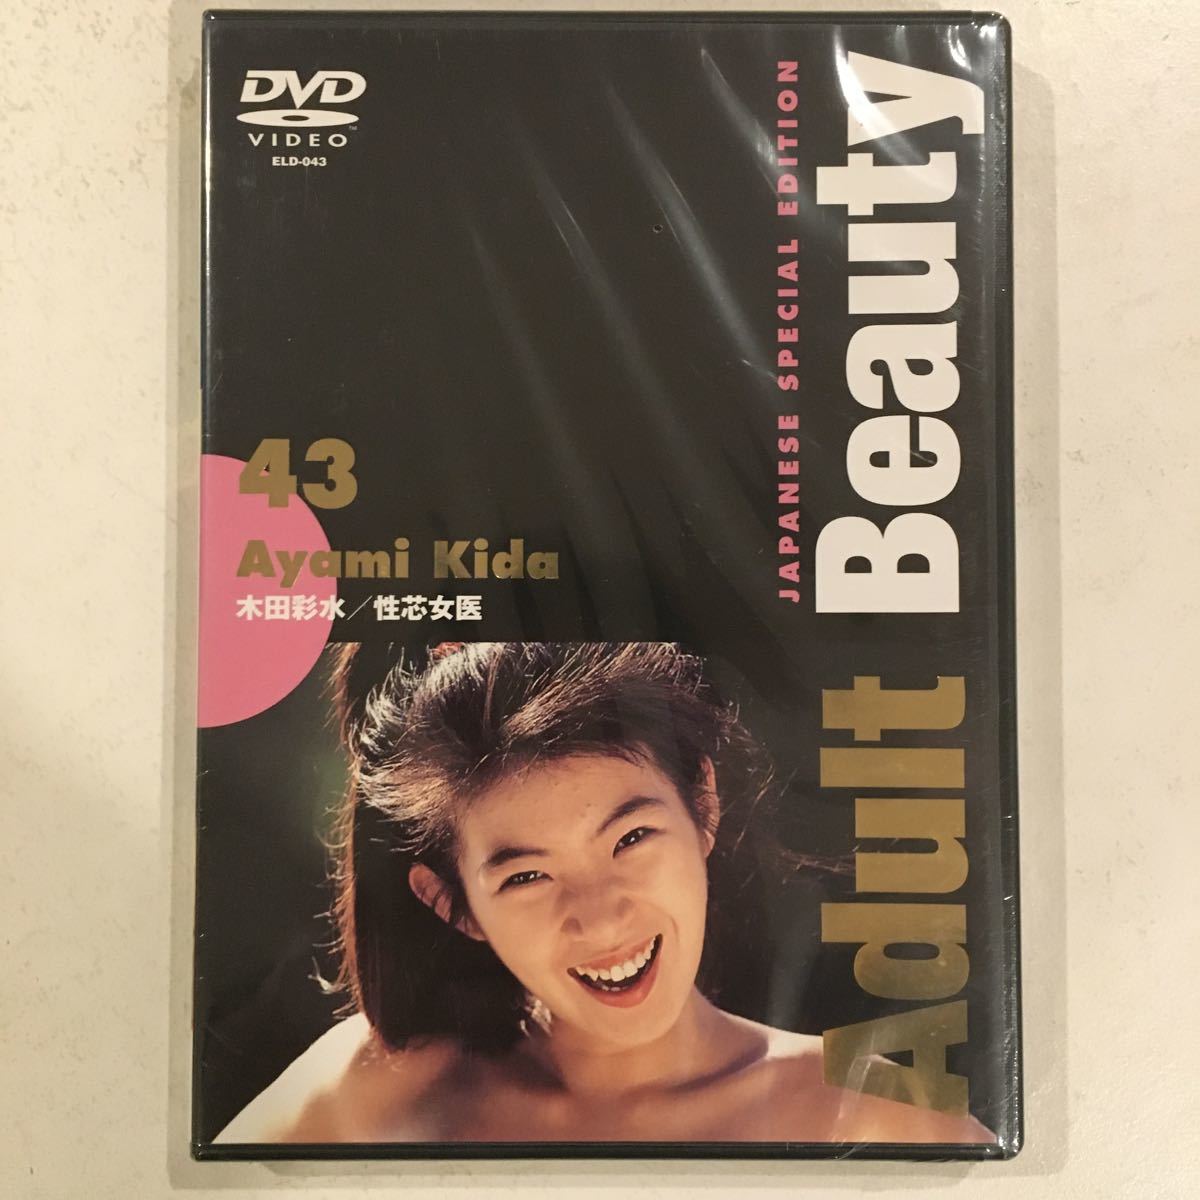 DVD
VIDEO™
ELD-043
JAPANESE SPECIAL EDITION
Adult Beauty
43
Ayami Kida
木田彩水/性芯女医